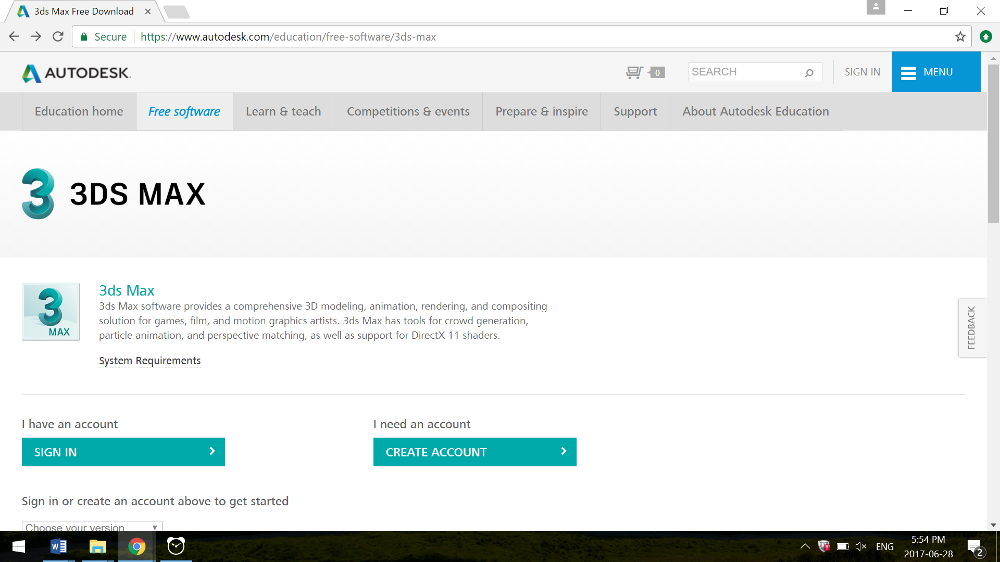 3ds Max Free Download
Secure https://www.autodesk.com/education/free-software/3ds-max
AUTODESK.
0
SEARCH
SIGN IN
MENU
Education home
Free software
Learn & teach
Competitions & events
Prepare & inspire
Support
About Autodesk Education
3 3DS MAX
3 MAX
3ds Max
3ds Max software provides a comprehensive 3D modeling, animation, rendering, and compositing
solution for games, film, and motion graphics artists. 3ds Max has tools for crowd generation,
particle animation, and perspective matching, as well as support for DirectX 11 shaders.
System Requirements
FEEDBACK
I have an account
SIGN IN
I need an account
CREATE ACCOUNT
Sign in or create an account above to get started
Choose your version
ENG
5:54 PM
2017-06-28
2